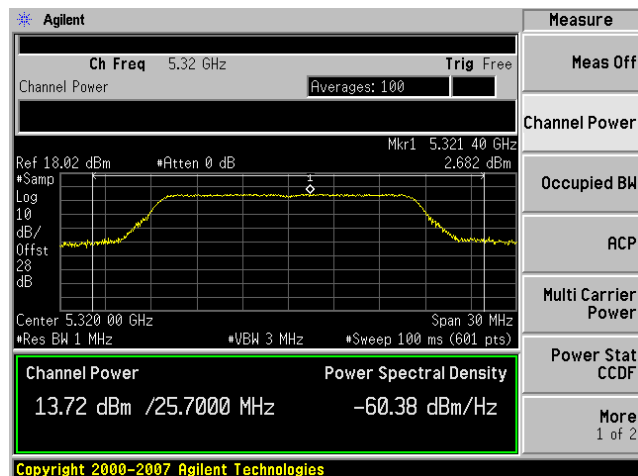 Agilent
Measure
Ch Freq 5.32 GHz
Trig Free
Channel Power
Averages: 100
Mkr1 5.321 40 GHz
Ref 18.02 dBm
#Atten 0 dB
2.682 dBm
#Samp
Log
10
dB/
Offst
28
dB
1
Center 5.320 00 GHz
Span 30 MHz
#Res BW 1 MHz
#VBW 3 MHz
#Sweep 100 ms (601 pts)
Channel Power
Power Spectral Density
13.72 dBm /25.7000 MHz
-60.38 dBm/Hz
Copyright 2000-2007 Agilent Technologies
Meas Off
Channel Power
Occupied BW
ACP
Multi Carrier
Power
Power Stat
CCDF
More
1 of 2